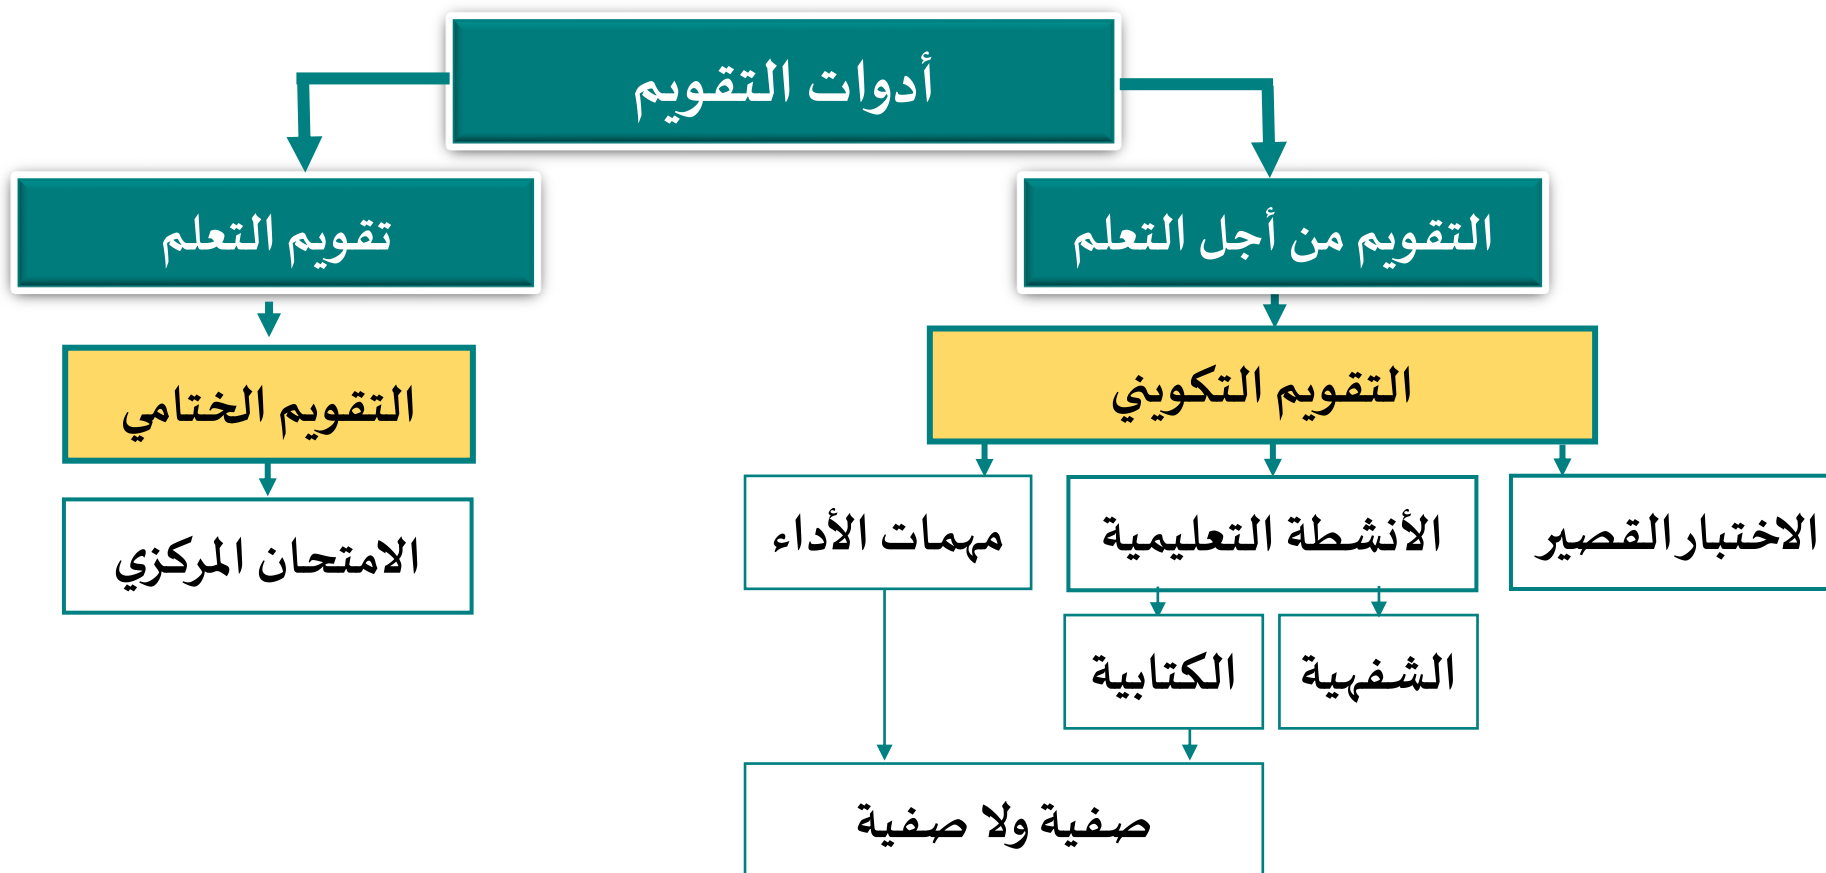 أدوات التقويم
التقويم من أجل التعلم
تقويم التعلم
التقويم التكويني
التقويم الختامي
الاختبار القصير
الأنشطة التعليمية
مهمات الأداء
الامتحان المركزي
الشفهية
الكتابية
صفية ولا صفية